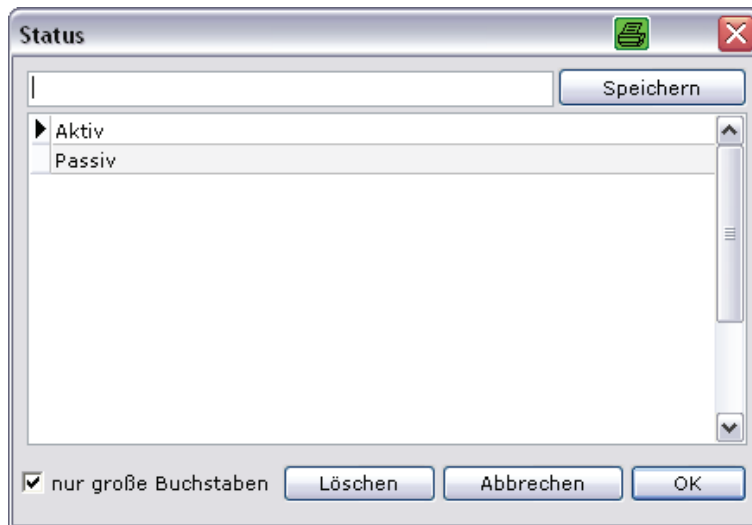 Status
Speichern
Aktiv
Passiv
nur große Buchstaben Löschen Abbrechen OK